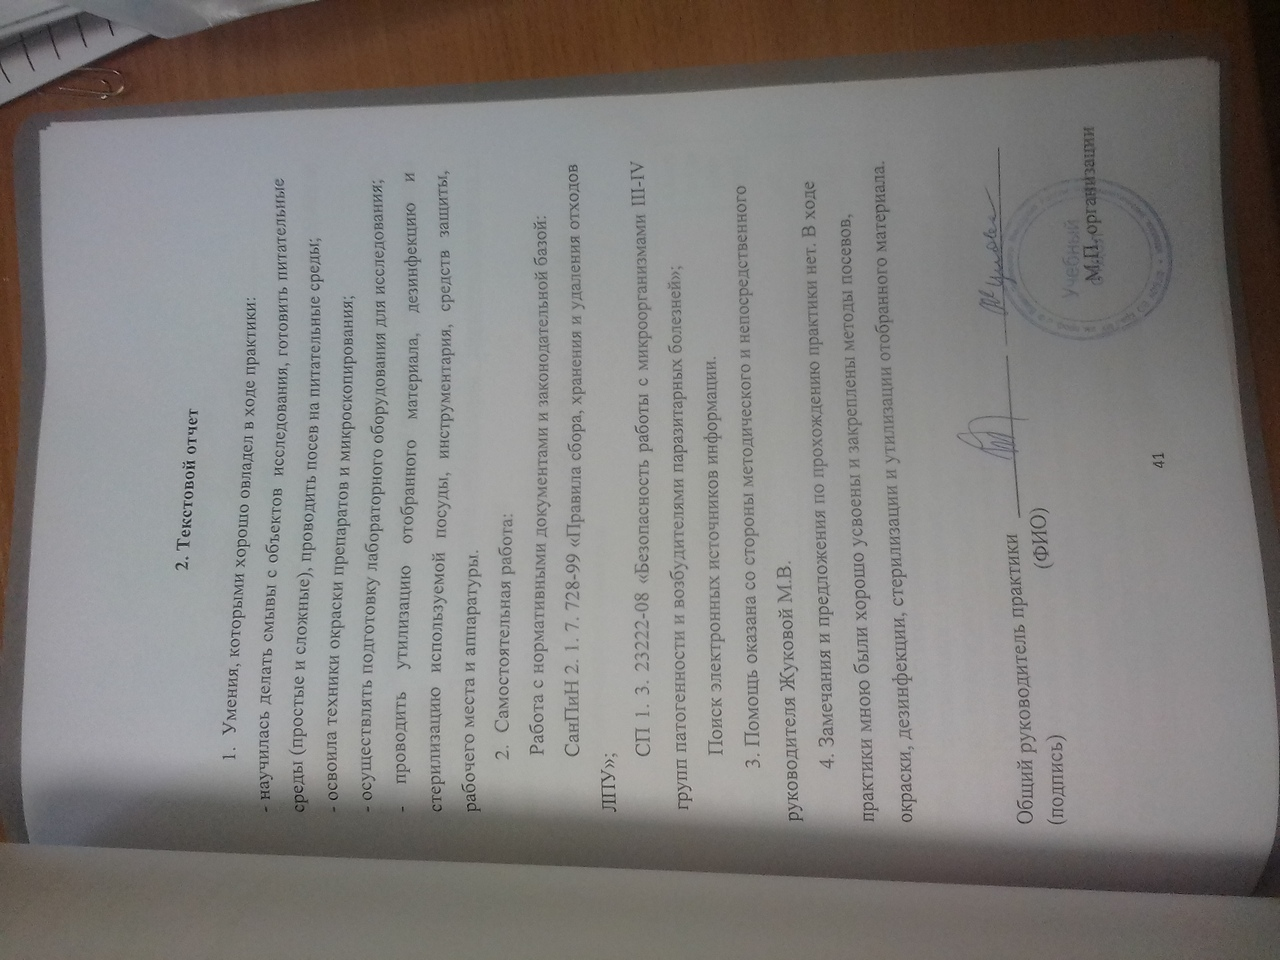 2. Текстовой отчет
1. Умения, которыми хорошо овладел в ходе практики:
- научилась делать смывы с объектов исследования, готовить питательные
среды (простые и сложные), проводить посев на питательные среды;
- освоила техники окраски препаратов и микроскопирования;
- осуществлять подготовку лабораторного оборудования для исследования;
- проводить утилизацию отобранного материала, дезинфекцию и
стерилизацию используемой посуды, инструментария, средств защиты,
рабочего места и аппаратуры.
2. Самостоятельная работа:
Работа с нормативными документами и законодательной базой:
СанПиН 2. 1. 7. 728-99 «Правила сбора, хранения и удаления отходов
ЛПУ»;
СП 1. 3. 23222-08 «Безопасность работы с микроорганизмами III-IV
групп патогенности и возбудителями паразитарных болезней»;
Поиск электронных источников информации.
3. Помощь оказана со стороны методического и непосредственного
руководителя Жуковой М.В.
4. Замечания и предложения по прохождению практики нет. В ходе
практики мною были хорошо усвоены и закреплены методы посевов,
окраски, дезинфекции, стерилизации и утилизации отобранного материала.
Общий руководитель практики
(подпись) (ФИО)
Учебный
М.П. организации
41